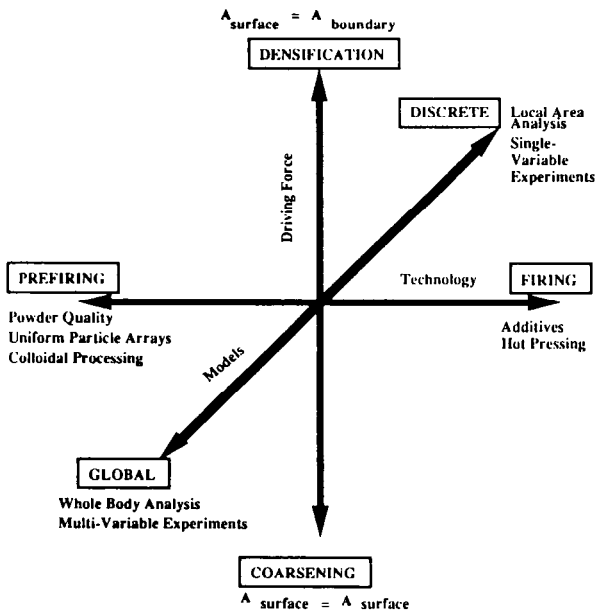 A surface = A boundary
DENSIFICATION
DISCRETE
Local Area
Analysis
Single-
Variable
Experiments
Driving Force
PREFIRING
Technology
FIRING
Powder Quality
Uniform Particle Arrays
Colloidal Processing
Additives
Hot Pressing
Models
GLOBAL
Whole Body Analysis
Multi-Variable Experiments
COARSENING
A surface = A surface